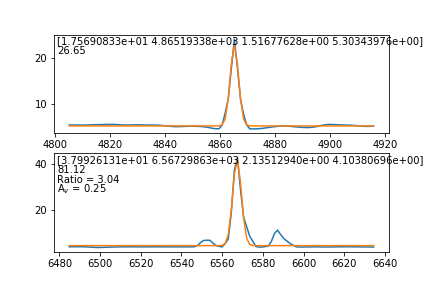 [1.75690833e+01 4.86519338e+03 1.51677628e+00 5.30343976e+00]
26.65
20
10
4800 4820 4840 4860 4880 4900 4920
[3.79926131e+01 6.56729863e+03 2.13512940e+00 4.10380696e+00]
40
81.12
Ratio = 3.04
Aν = 0.25
20
6480 6500 6520 6540 6560 6580 6600 6620 6640